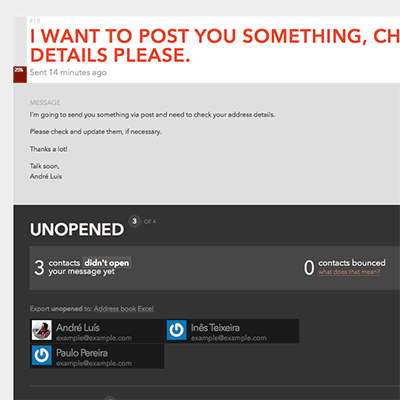 #18
I WANT TO POST YOU SOMETHING, CH
DETAILS PLEASE.
25%
Sent 14 minutes ago
MESSAGE
I'm going to send you something via post and need to check your address details.
Please check and update them, if necessary.
Thanks a lot!
Talk soon,
André Luís
UNOPENED 3 OF 4
3 contacts didn't open
your message yet
0 contacts bounced
what does that mean?
Export unopened to: Address book Excel
André Luís
example@example.com
Inês Teixeira
example@example.com
Paulo Pereira
example@example.com